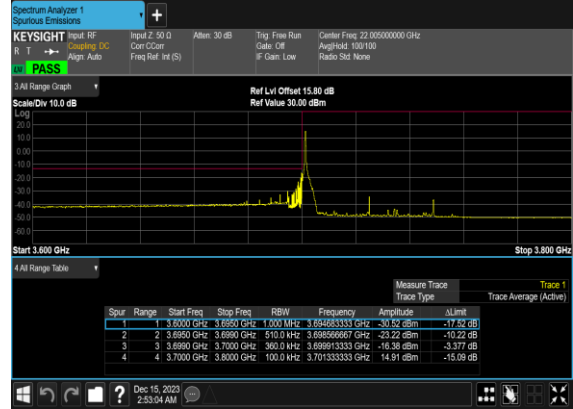 Spectrum Analyzer 1
Spurious Emissions
+
KEYSIGHT Input: RF Input Z: 50 Ω Atten: 30 dB Trig: Free Run Center Freq: 22.005000000 GHz
R T Coupling: DC Corr CCorr Gate: Off Avg|Hold: 100/100
Align: Auto Freq Ref: Int (S) IF Gain: Low Radio Std: None
PASS
3 All Range Graph
Ref Lvl Offset 15.80 dB
Scale/Div 10.0 dB Ref Value 30.00 dBm
Log
20.0
10.0
0.00
-10.0
-20.0
-30.0
-40.0
-50.0
-60.0
Start 3.600 GHz Stop 3.800 GHz
4 All Range Table
Measure Trace Trace 1
Trace Type Trace Average (Active)
Spur Range Start Freq Stop Freq RBW Frequency Amplitude ΔLimit
1 1 3.6000 GHz 3.6950 GHz 1.000 MHz 3.694683333 GHz -30.52 dBm -17.52 dB
2 2 3.6950 GHz 3.6990 GHz 510.0 kHz 3.698566667 GHz -23.22 dBm -10.22 dB
3 3 3.6990 GHz 3.7000 GHz 360.0 kHz 3.699913333 GHz -16.38 dBm -3.377 dB
4 4 3.7000 GHz 3.8000 GHz 100.0 kHz 3.701333333 GHz 14.91 dBm -15.09 dB
? Dec 15, 2023
2:53:04 AM